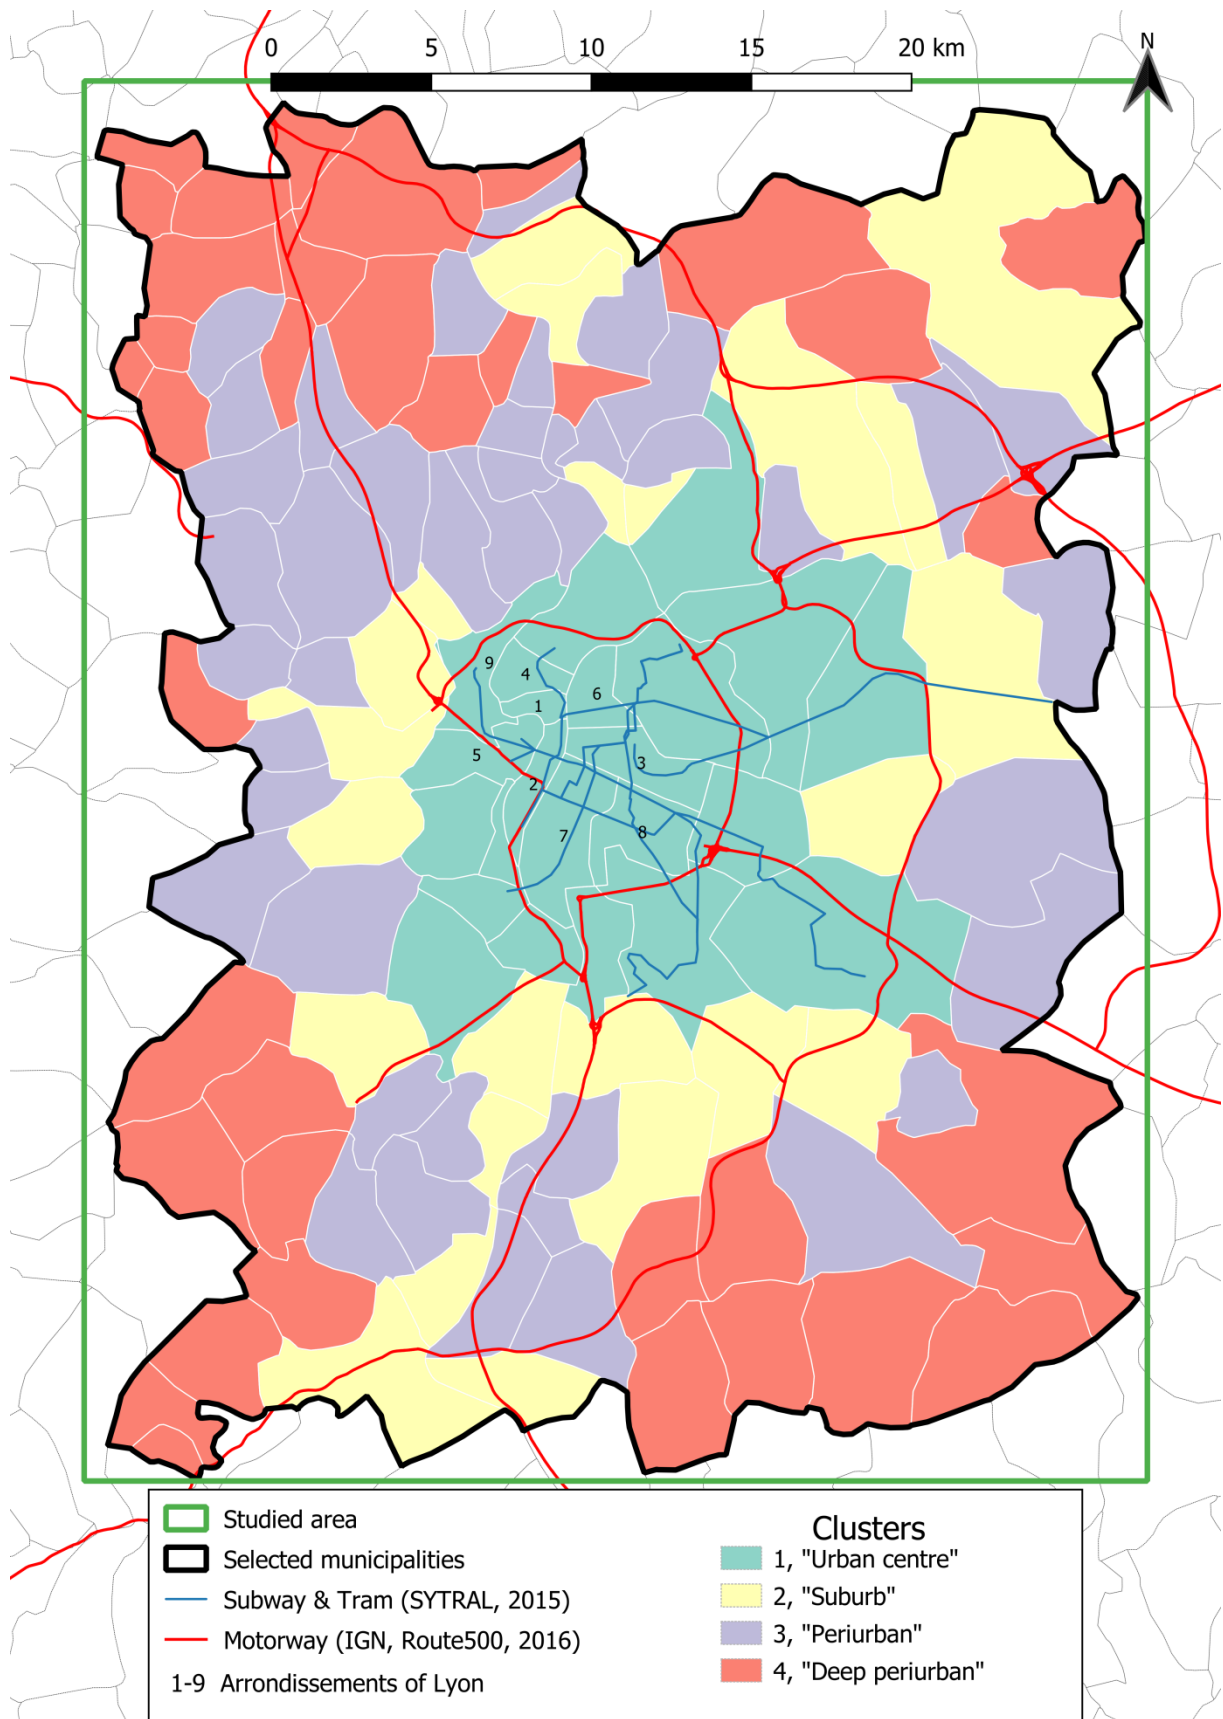 0 5 10 15 20 km
N
9
4
6
1
5
3
2
7
8
Studied area
Selected municipalities
Subway & Tram (SYTRAL, 2015)
Motorway (IGN, Route500, 2016)
1-9 Arrondissements of Lyon
Clusters
1, "Urban centre"
2, "Suburb"
3, "Periurban"
4, "Deep periurban"